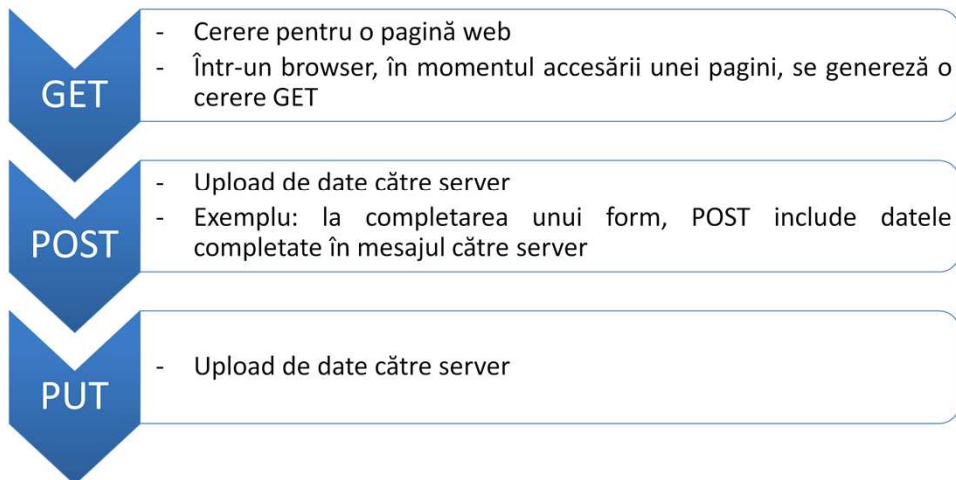 GET
- Cerere pentru o pagină web
- Într-un browser, în momentul accesării unei pagini, se genereză o
cerere GET
POST
- Upload de date către server
- Exemplu: la completarea unui form, POST include datele
completate în mesajul către server
PUT
- Upload de date către server